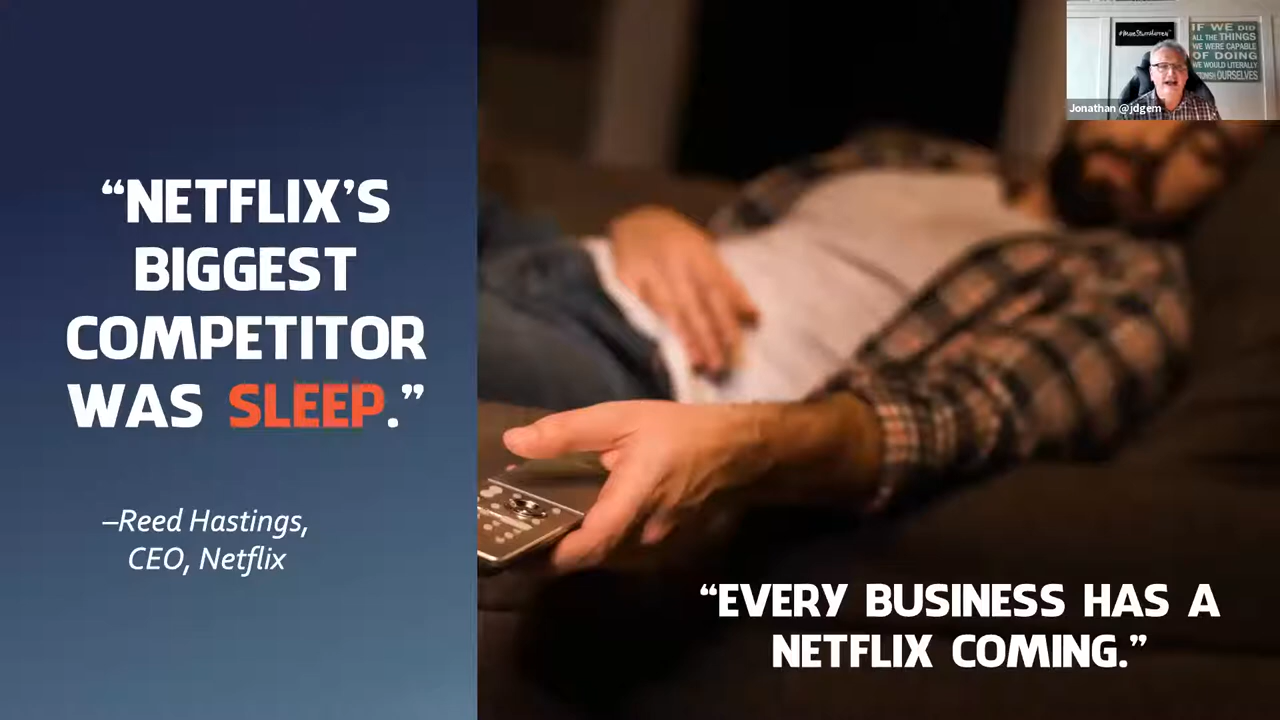 “NETFLIX’S
BIGGEST
COMPETITOR
WAS SLEEP.”
–Reed Hastings,
CEO, Netflix
“EVERY BUSINESS HAS A
NETFLIX COMING.”
IF WE DID
ALL THE THINGS
WE WERE CAPABLE
OF DOING
WE WOULD LITERALLY
OURSELVES
Jonathan @jdgem